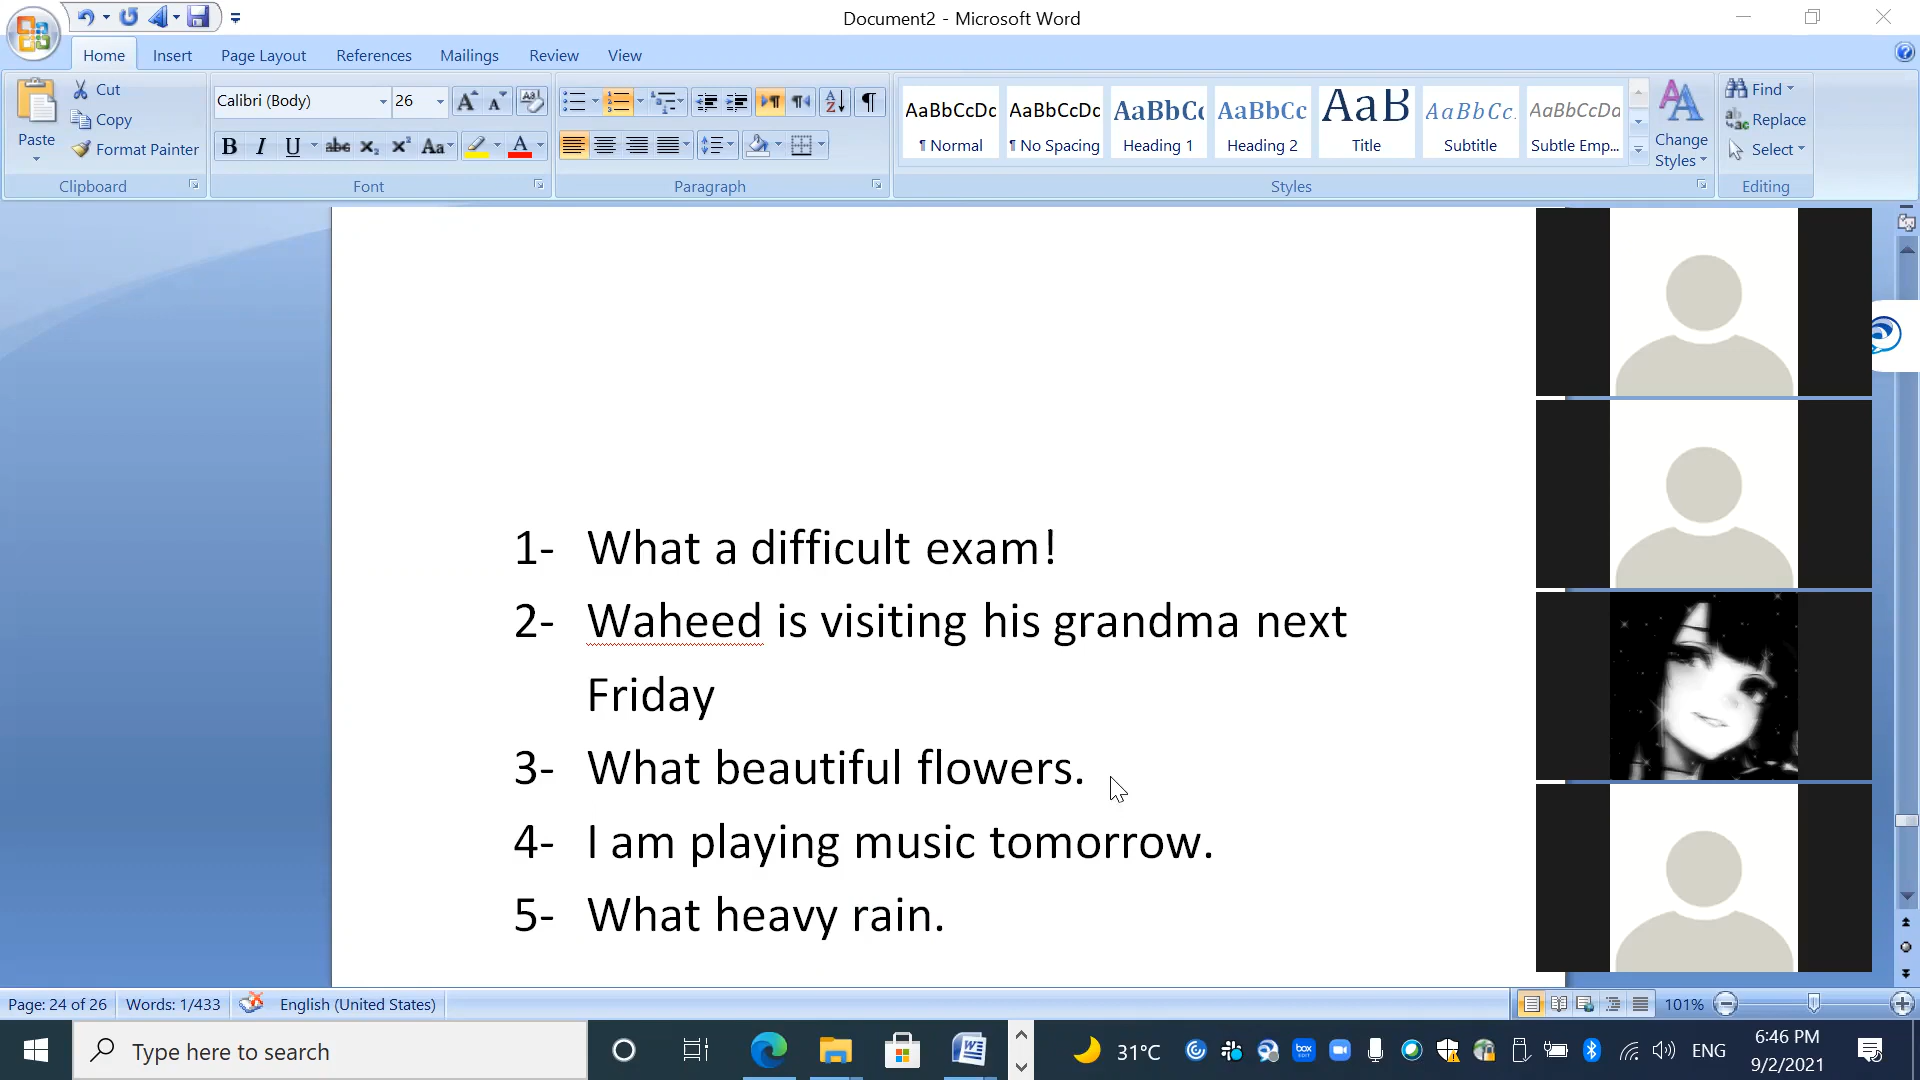 Document2 - Microsoft Word
Home Insert Page Layout References Mailings Review View
Paste
Cut
Copy
Format Painter
Clipboard
Calibri (Body) 26
B I U abc X₂ X² Aa A
Font
Paragraph
AaBbCcDc AaBbCcDc AaBbCc AaBbCc AaB AaBbCc. AaBbCcDa
¶ Normal ¶ No Spacing Heading 1 Heading 2 Title Subtitle Subtle Emp...
Change
Styles
Styles
Find
Replace
Select
Editing
1- What a difficult exam!
2- Waheed is visiting his grandma next
Friday
3- What beautiful flowers.
4- I am playing music tomorrow.
5- What heavy rain.
Page: 24 of 26 Words: 1/433 English (United States) 101%
Type here to search
31°C
box
ENG
6:46 PM
9/2/2021